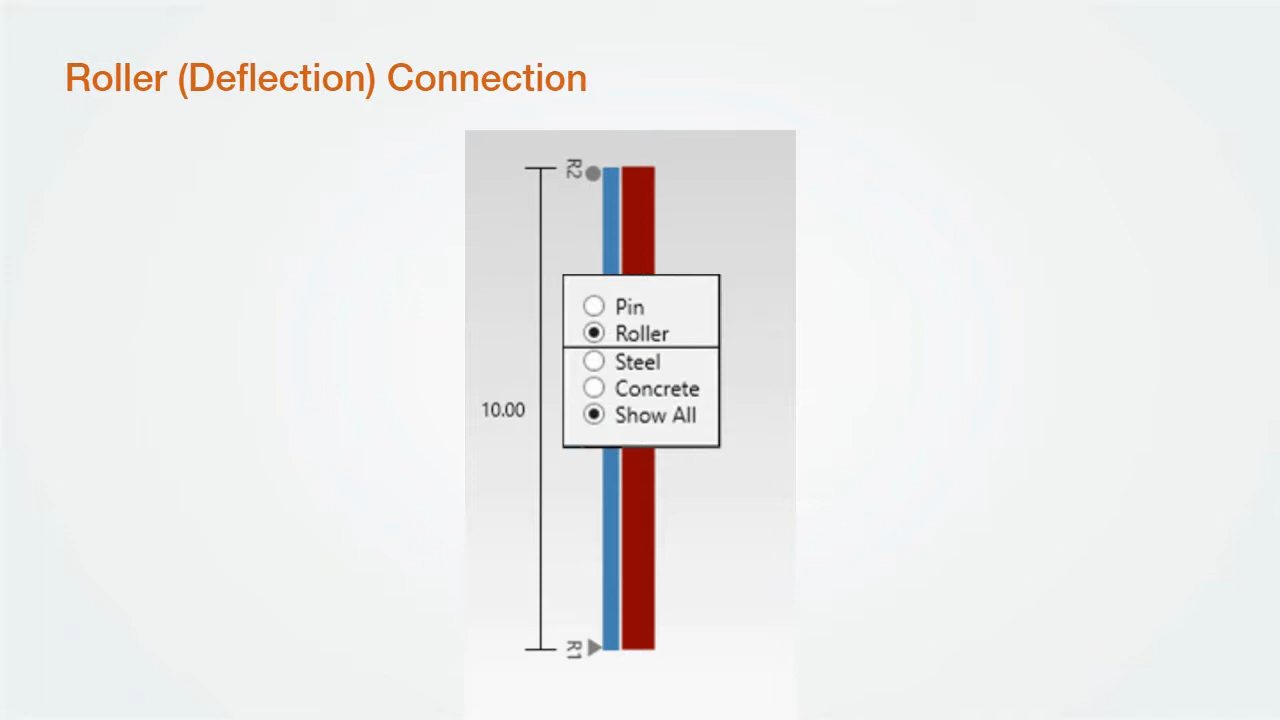 Roller (Deflection) Connection
R2
Pin
Roller
Steel
Concrete
Show All
10.00
R1